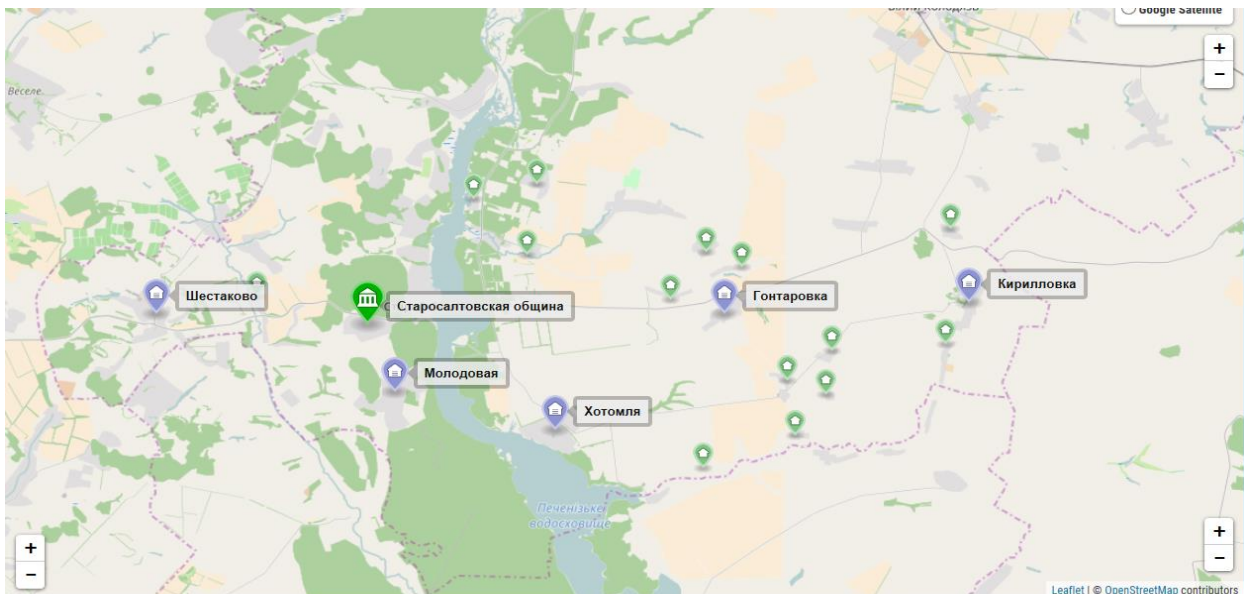 Google Satellite
+
−
Веселе
Шестаково
Старосалтовская община
Гонтаровка
Кирилловка
Молодовая
Хотомля
Печенізьке
водосховище
+
−
+
−
Leaflet | © OpenStreetMap contributors